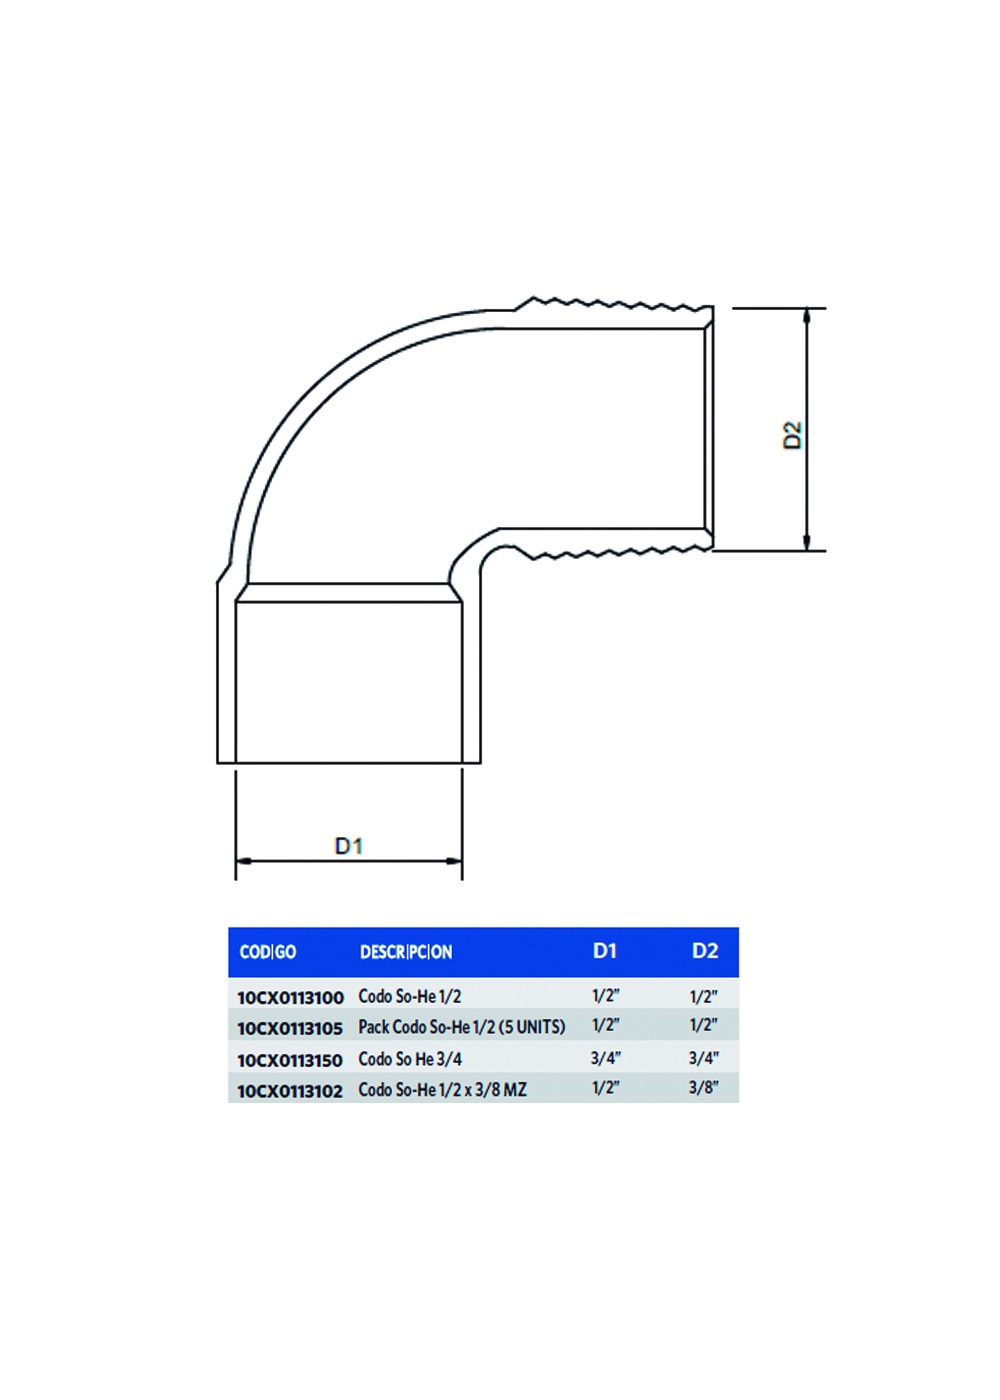 D2
D1
CODIGO DESCRIPCION D1 D2
10CX0113100 Codo So-He 1/2 1/2" 1/2"
10CX0113105 Pack Codo So-He 1/2 (5 UNITS) 1/2" 1/2"
10CX0113150 Codo So He 3/4 3/4" 3/4"
10CX0113102 Codo So-He 1/2 x 3/8 MZ 1/2" 3/8"